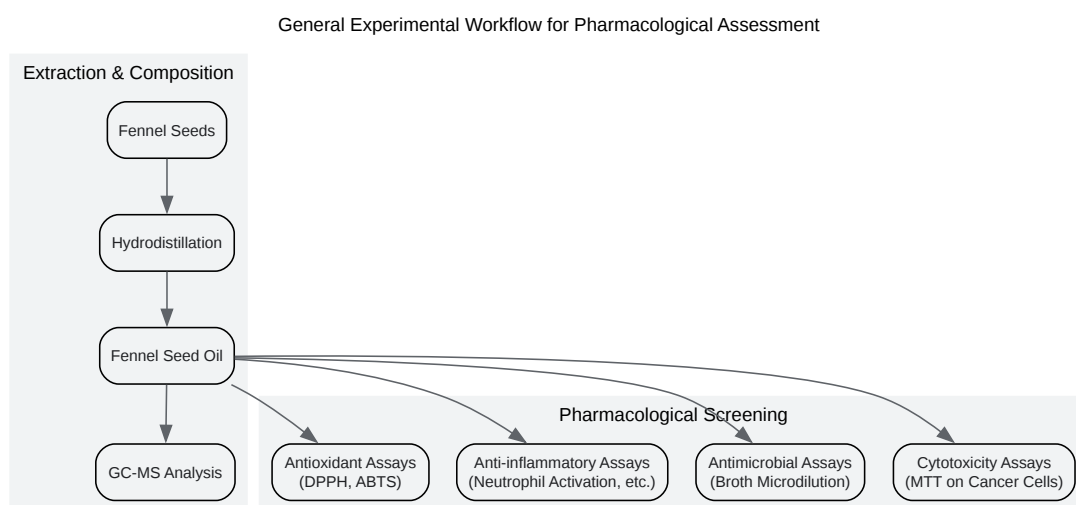 General Experimental Workflow for Pharmacological Assessment
Extraction & Composition
Fennel Seeds
Hydrodistillation
Fennel Seed Oil
Pharmacological Screening
GC-MS Analysis
Antioxidant Assays
(DPPH, ABTS)
Anti-inflammatory Assays
(Neutrophil Activation, etc.)
Antimicrobial Assays
(Broth Microdilution)
Cytotoxicity Assays
(MTT on Cancer Cells)